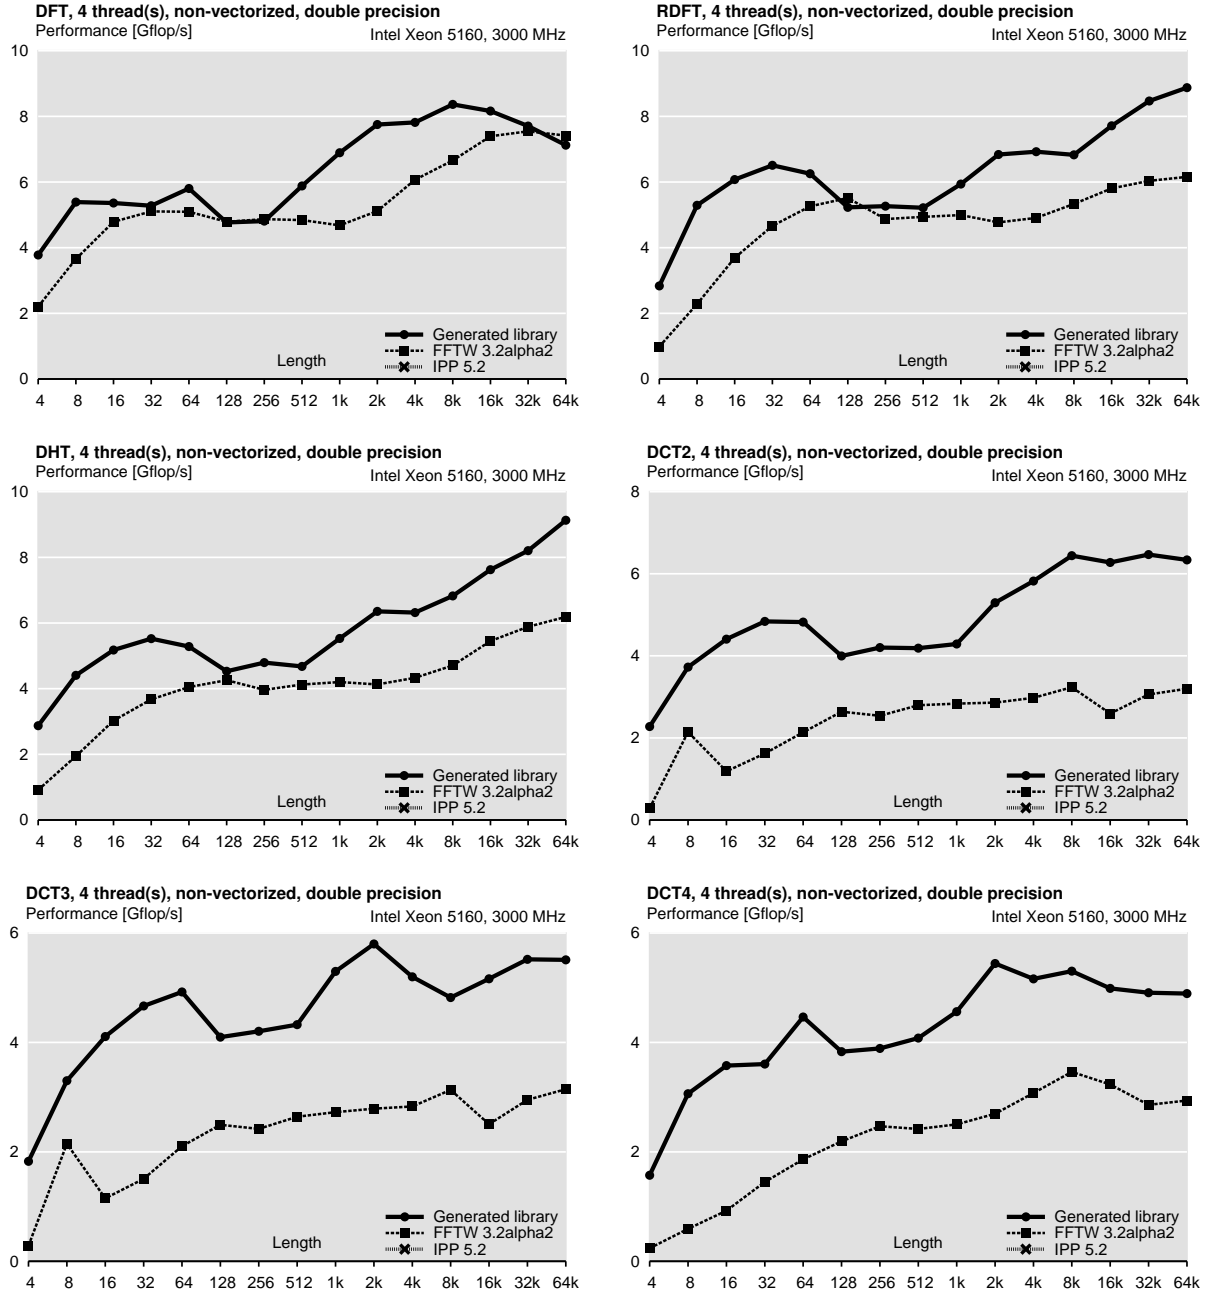 DFT, 4 thread(s), non-vectorized, double precision
Performance [Gflop/s]
Intel Xeon 5160, 3000 MHz
10
8
6
4
2
0
Generated library
FFTW 3.2alpha2
IPP 5.2
Length
4 8 16 32 64 128 256 512 1k 2k 4k 8k 16k 32k 64k
RDFT, 4 thread(s), non-vectorized, double precision
Performance [Gflop/s]
Intel Xeon 5160, 3000 MHz
10
8
6
4
2
0
Generated library
FFTW 3.2alpha2
IPP 5.2
Length
4 8 16 32 64 128 256 512 1k 2k 4k 8k 16k 32k 64k
DHT, 4 thread(s), non-vectorized, double precision
Performance [Gflop/s]
Intel Xeon 5160, 3000 MHz
10
8
6
4
2
0
Generated library
FFTW 3.2alpha2
IPP 5.2
Length
4 8 16 32 64 128 256 512 1k 2k 4k 8k 16k 32k 64k
DCT2, 4 thread(s), non-vectorized, double precision
Performance [Gflop/s]
Intel Xeon 5160, 3000 MHz
8
6
4
2
0
Generated library
FFTW 3.2alpha2
IPP 5.2
Length
4 8 16 32 64 128 256 512 1k 2k 4k 8k 16k 32k 64k
DCT3, 4 thread(s), non-vectorized, double precision
Performance [Gflop/s]
Intel Xeon 5160, 3000 MHz
6
4
2
0
Generated library
FFTW 3.2alpha2
IPP 5.2
Length
4 8 16 32 64 128 256 512 1k 2k 4k 8k 16k 32k 64k
DCT4, 4 thread(s), non-vectorized, double precision
Performance [Gflop/s]
Intel Xeon 5160, 3000 MHz
6
4
2
0
Generated library
FFTW 3.2alpha2
IPP 5.2
Length
4 8 16 32 64 128 256 512 1k 2k 4k 8k 16k 32k 64k